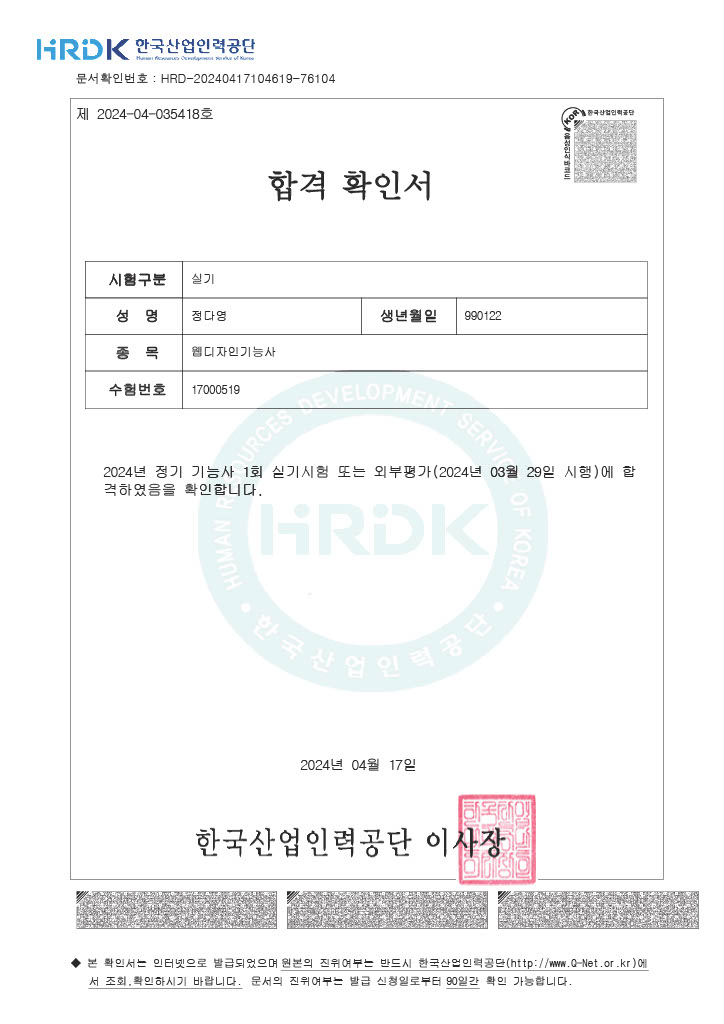 HRDK 한국산업인력공단
Human Resources Development Service of Korea
문서확인번호 : HRD-20240417104619-76104
제 2024-04-035418호
KOR 한국산업인력공단
음성인식바코드
합격 확인서
시험구분 실기
성 명 정다영 생년월일 990122
종 목 웹디자인기능사
수험번호 17000519
HUMAN RESOURCES DEVELOPMENT SERVICE OF KOREA
2024년 정기 기능사 1회 실기시험 또는 외부평가(2024년 03월 29일 시행)에 합
격하였음을 확인합니다.
HRDK
한국산업인력공단
2024년 04월 17일
한국산업인력공단 이사장
◆ 본 확인서는 인터넷으로 발급되었으며 원본의 진위여부는 반드시 한국산업인력공단(http://www.Q-Net.or.kr)에
서 조회,확인하시기 바랍니다. 문서의 진위여부는 발급 신청일로부터 90일간 확인 가능합니다.